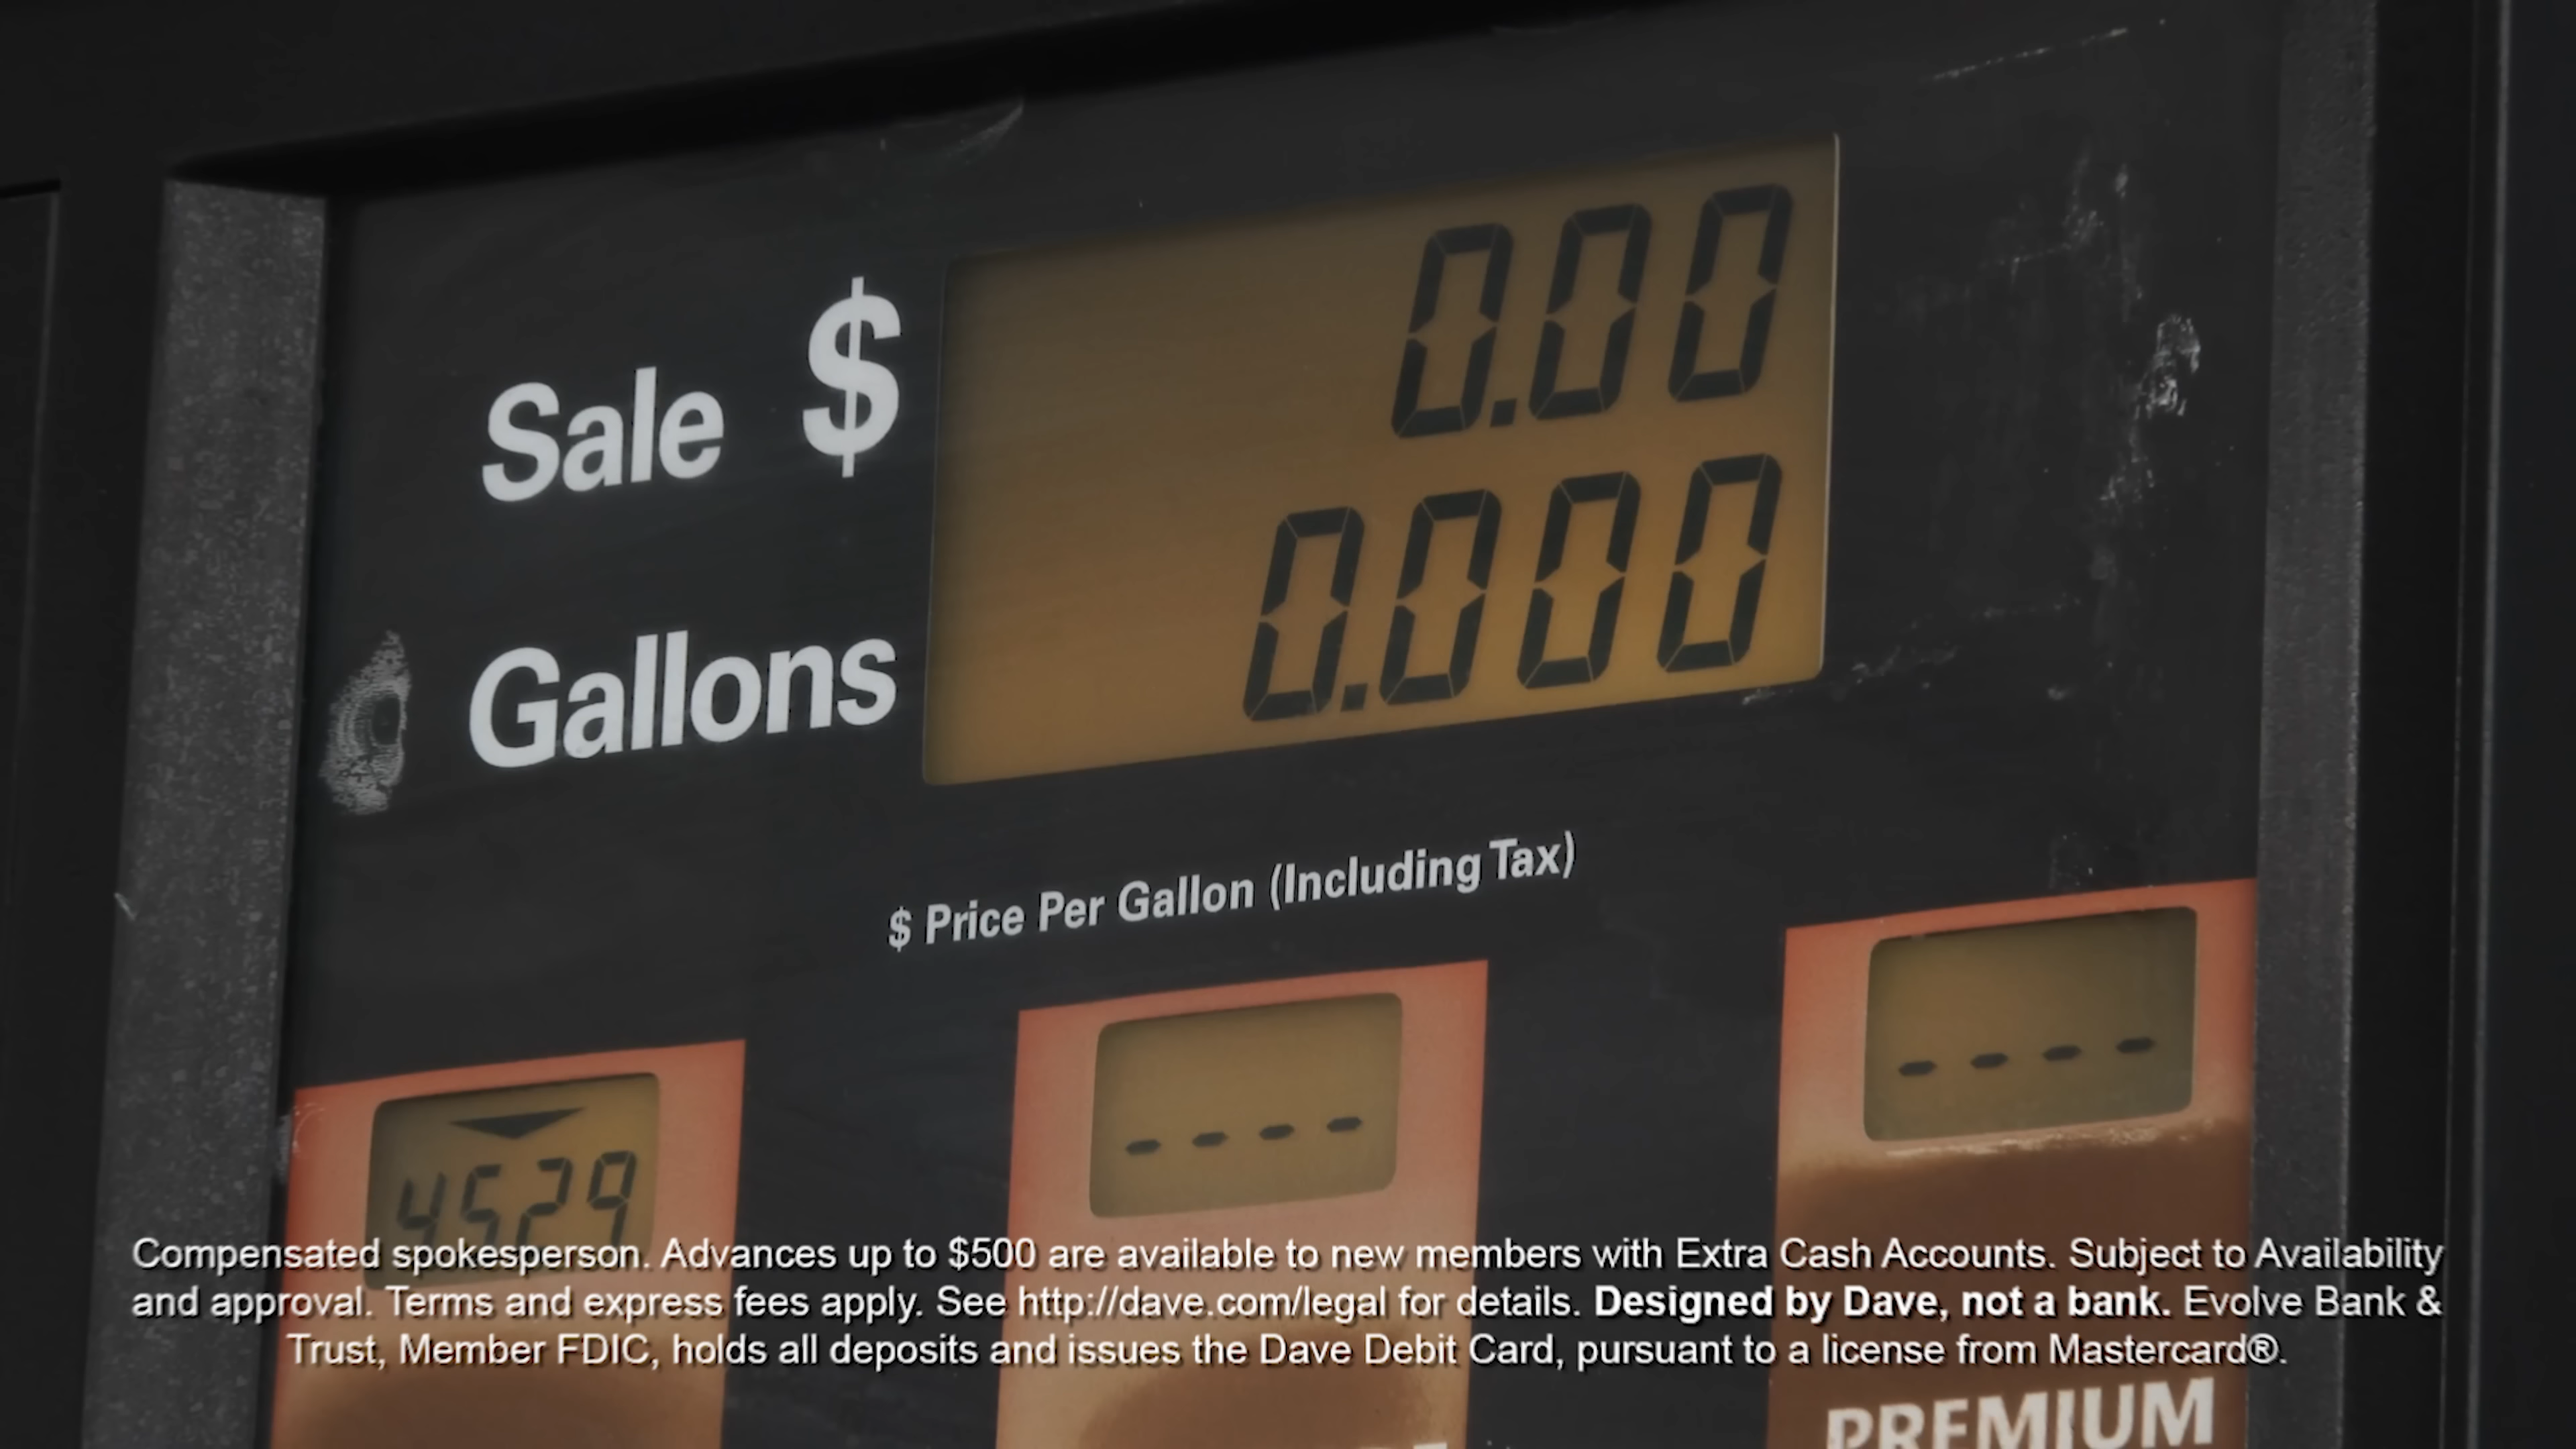 Sale $ 0.00
Gallons 0.000
$ Price Per Gallon (Including Tax)
4529 ---- ----
Compensated spokesperson. Advances up to $500 are available to new members with Extra Cash Accounts. Subject to Availability
and approval. Terms and express fees apply. See http://dave.com/legal for details. Designed by Dave, not a bank. Evolve Bank &
Trust, Member FDIC, holds all deposits and issues the Dave Debit Card, pursuant to a license from Mastercard®.
PREMIUM